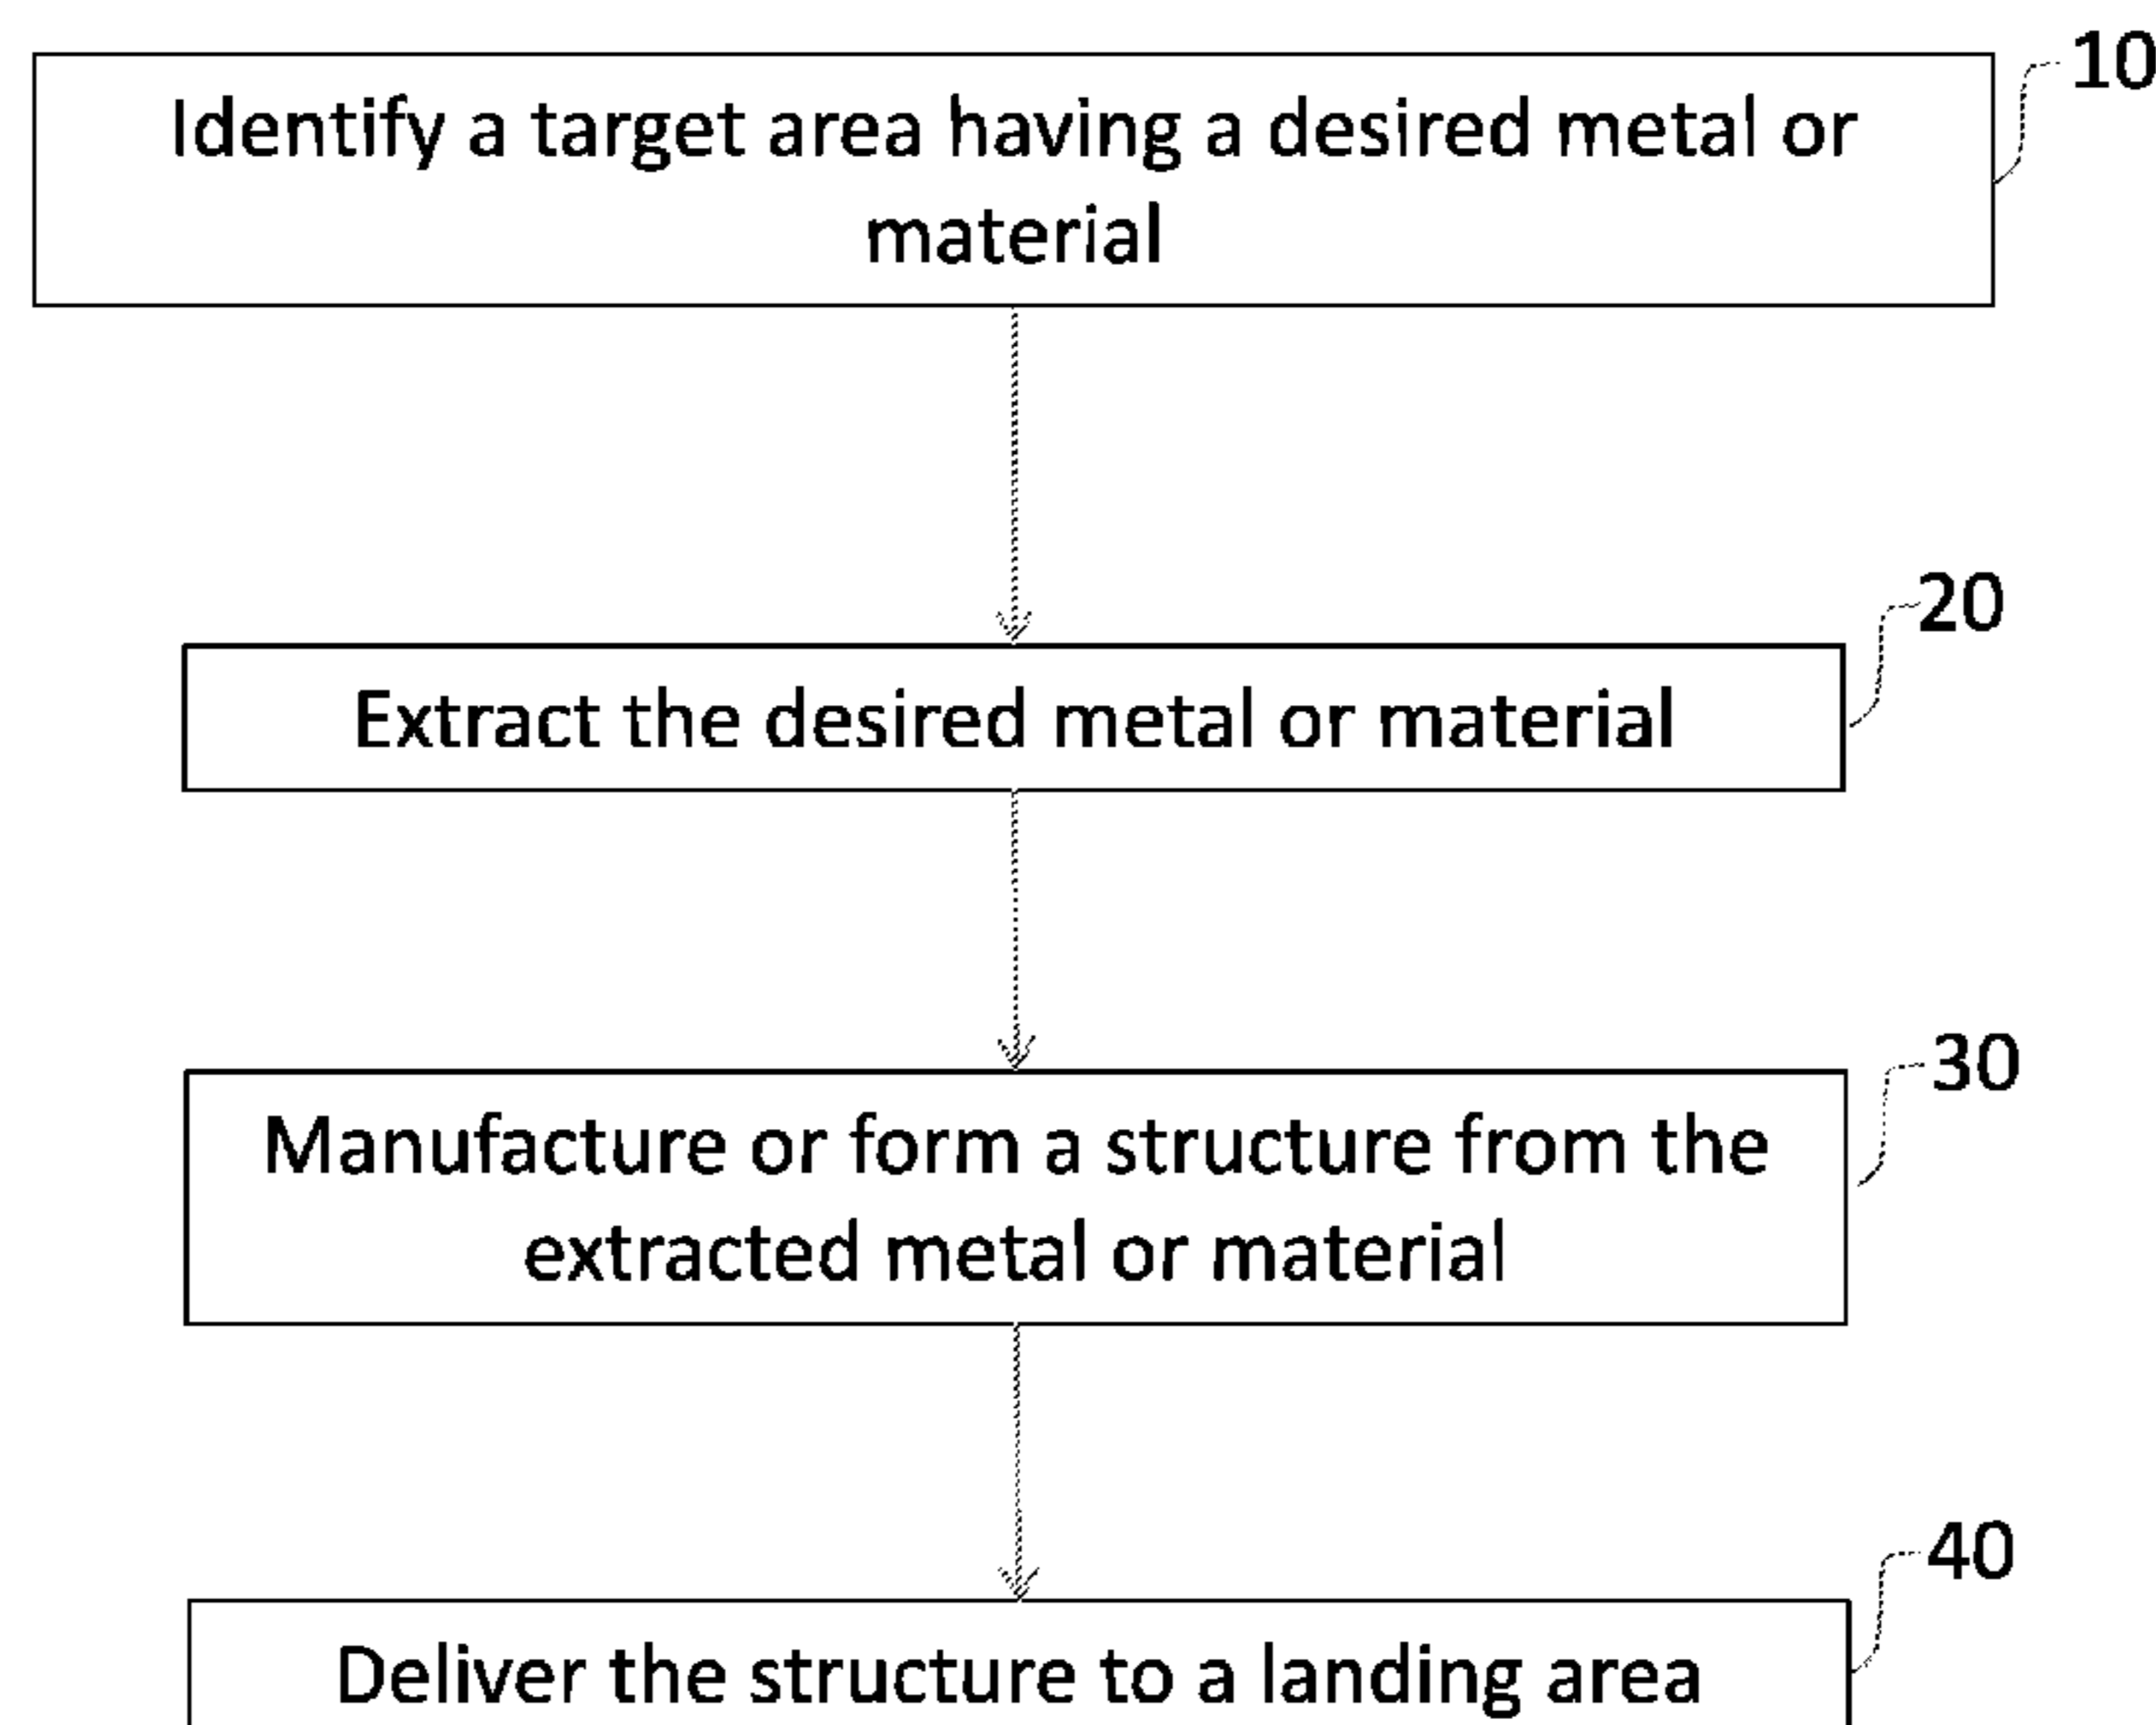 10
Identify a target area having a desired metal or
material
20
Extract the desired metal or material
30
Manufacture or form a structure from the
extracted metal or material
40
Deliver the structure to a landing area